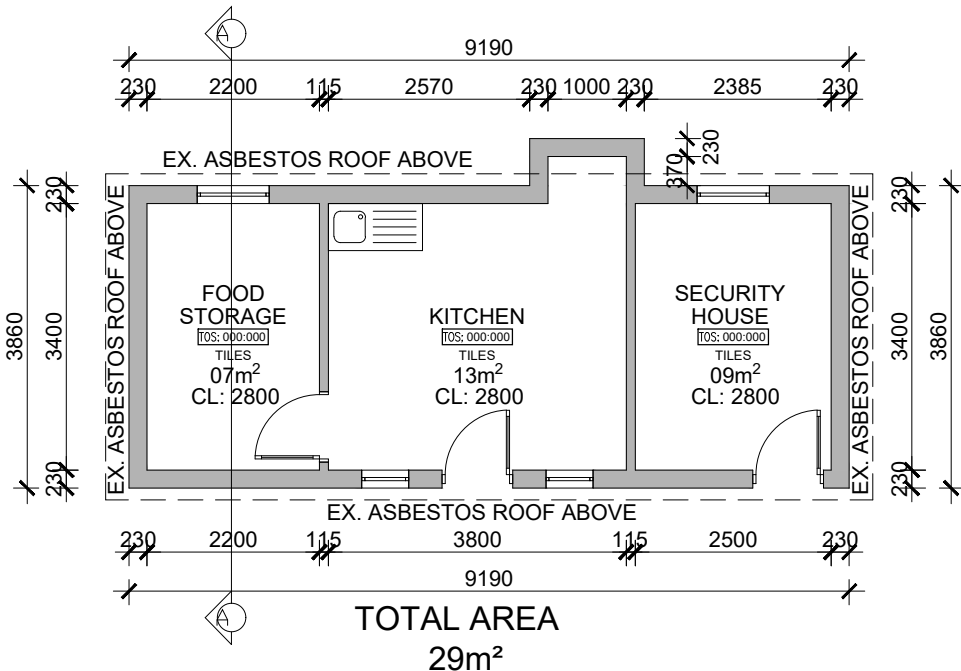 A
9190
230 2200 115 2570 230 1000 230 2385 230
230
370
EX. ASBESTOS ROOF ABOVE
3860
230
3400
230
EX. ASBESTOS ROOF ABOVE
FOOD
STORAGE
TOS: 000:000
TILES
07m²
CL: 2800
KITCHEN
TOS: 000:000
TILES
13m²
CL: 2800
SECURITY
HOUSE
TOS: 000:000
TILES
09m²
CL: 2800
EX. ASBESTOS ROOF ABOVE
230
3400
230
3860
EX. ASBESTOS ROOF ABOVE
230 2200 115 3800 115 2500 230
9190
A
TOTAL AREA
29m²